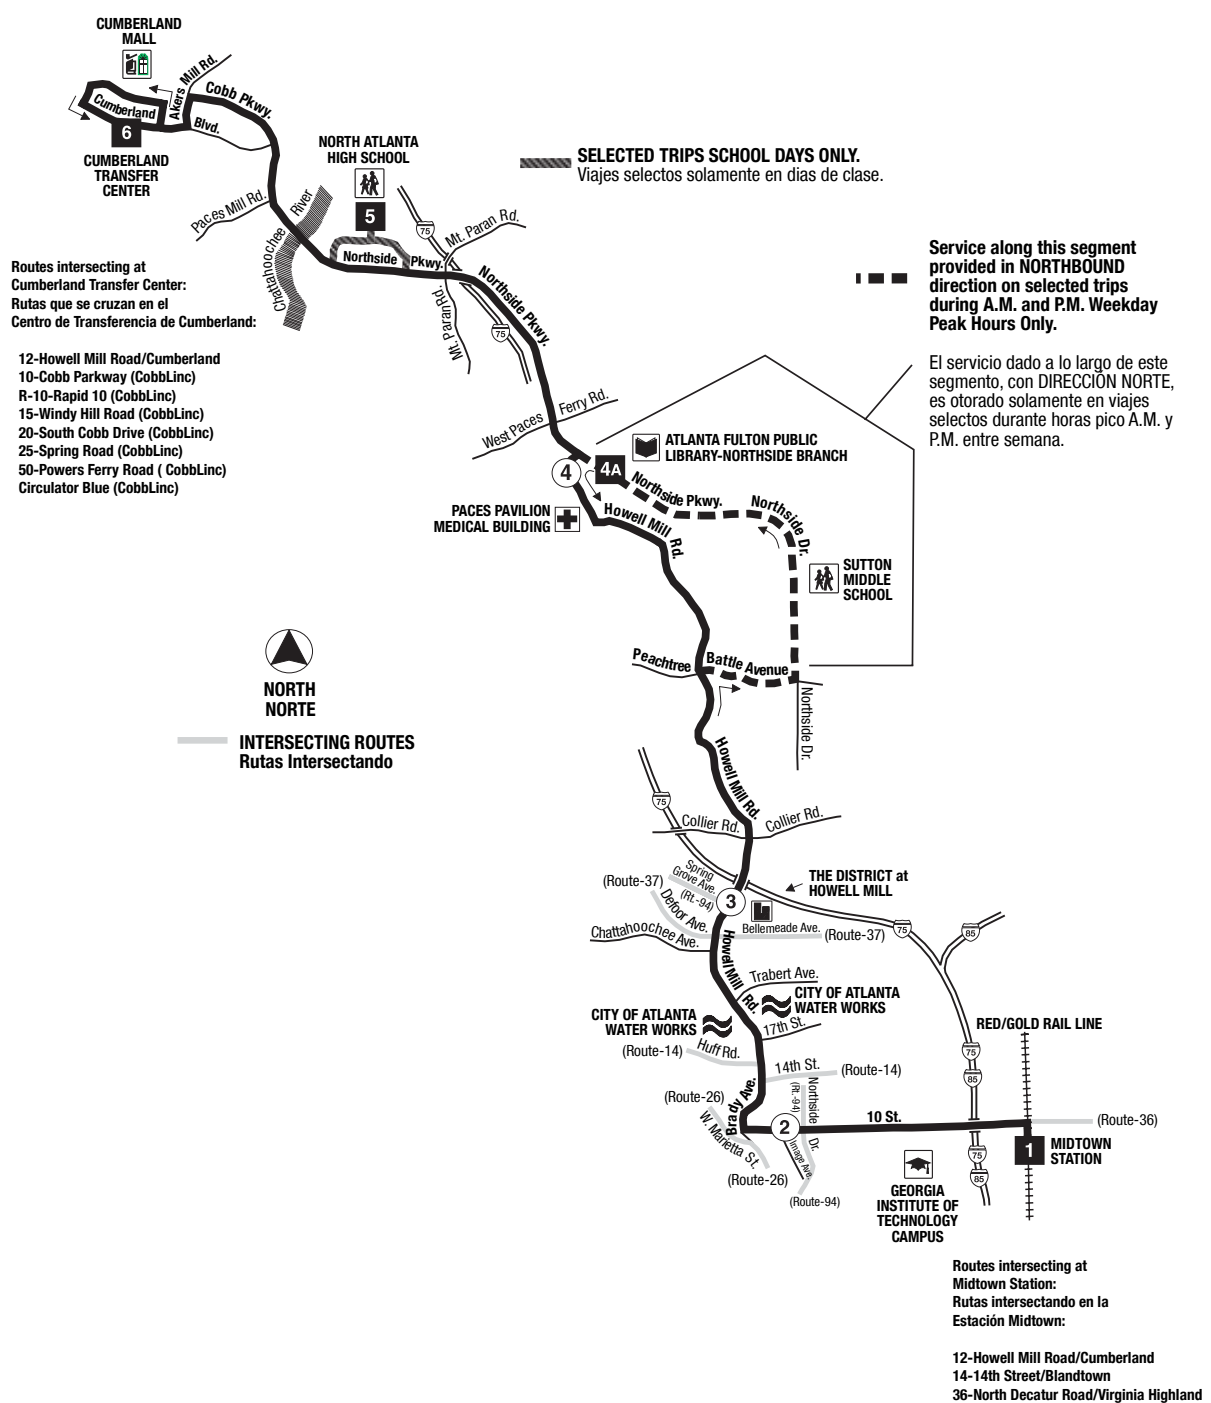 CUMBERLAND
MALL
Akers Mill Rd.
Cobb Pkwy.
Cumberland
Blvd.
6
CUMBERLAND
TRANSFER
CENTER
NORTH ATLANTA
HIGH SCHOOL
5
SELECTED TRIPS SCHOOL DAYS ONLY.
Viajes selectos solamente en dias de clase.
Paces Mill Rd.
Chattahoochee River
75
Mt. Paran Rd.
Northside Pkwy.
Northside Pkwy.
Mt. Paran Rd.
75
Service along this segment
provided in NORTHBOUND
direction on selected trips
during A.M. and P.M. Weekday
Peak Hours Only.
El servicio dado a lo largo de este
segmento, con DIRECCIÓN NORTE,
es otorado solamente en viajes
selectos durante horas pico A.M. y
P.M. entre semana.
Routes intersecting at
Cumberland Transfer Center:
Rutas que se cruzan en el
Centro de Transferencia de Cumberland:
12-Howell Mill Road/Cumberland
10-Cobb Parkway (CobbLinc)
R-10-Rapid 10 (CobbLinc)
15-Windy Hill Road (CobbLinc)
20-South Cobb Drive (CobbLinc)
25-Spring Road (CobbLinc)
50-Powers Ferry Road ( CobbLinc)
Circulator Blue (CobbLinc)
West Paces Ferry Rd.
ATLANTA FULTON PUBLIC
LIBRARY-NORTHSIDE BRANCH
4
4A
Northside Pkwy.
Northside Dr.
PACES PAVILION
MEDICAL BUILDING
Howell Mill Rd.
SUTTON
MIDDLE
SCHOOL
Peachtree Battle Avenue
Northside Dr.
NORTH
NORTE
INTERSECTING ROUTES
Rutas Intersectando
Howell Mill Rd.
75
Collier Rd.
Collier Rd.
Spring
Grove Ave.
(Rt.-94)
(Route-37)
Defoor Ave.
3
THE DISTRICT at
HOWELL MILL
Bellemeade Ave.
(Route-37)
75
85
Chattahoochee Ave.
Howell Mill Rd.
Trabert Ave.
CITY OF ATLANTA
WATER WORKS
CITY OF ATLANTA
WATER WORKS
17th St.
RED/GOLD RAIL LINE
(Route-14)
Huff Rd.
14th St.
(Route-14)
75
85
(Route-26)
Brady Ave.
(Rt.-94)
Northside Dr.
2
10 St.
(Route-36)
W. Marietta St.
(Route-26)
Image Ave.
(Route-94)
1
MIDTOWN
STATION
75
85
GEORGIA
INSTITUTE OF
TECHNOLOGY
CAMPUS
Routes intersecting at
Midtown Station:
Rutas intersectando en la
Estación Midtown:
12-Howell Mill Road/Cumberland
14-14th Street/Blandtown
36-North Decatur Road/Virginia Highland